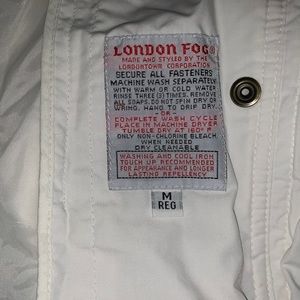 LONDON FOG®
MADE AND STYLED BY THE
LONDONTOWN CORPORATION
SECURE ALL FASTENERS
MACHINE WASH SEPARATELY
WITH WARM OR COLD WATER
RINSE THREE (3) TIMES. REMOVE
ALL SOAPS. DO NOT SPIN DRY OR
WRING. HAND TO DRIP DRY.
-OR-
COMPLETE WASH CYCLE
PLACE IN MACHINE DRYER
TUMBLE DRY AT 160° F
ONLY NON-CHLORINE BLEACH
WHEN NEEDED
DRY CLEANABLE
WASHING AND COOL IRON
TOUCH UP RECOMMENDED
FOR APPEARANCE AND LONGER
LASTING REPELLENCY
M
REG